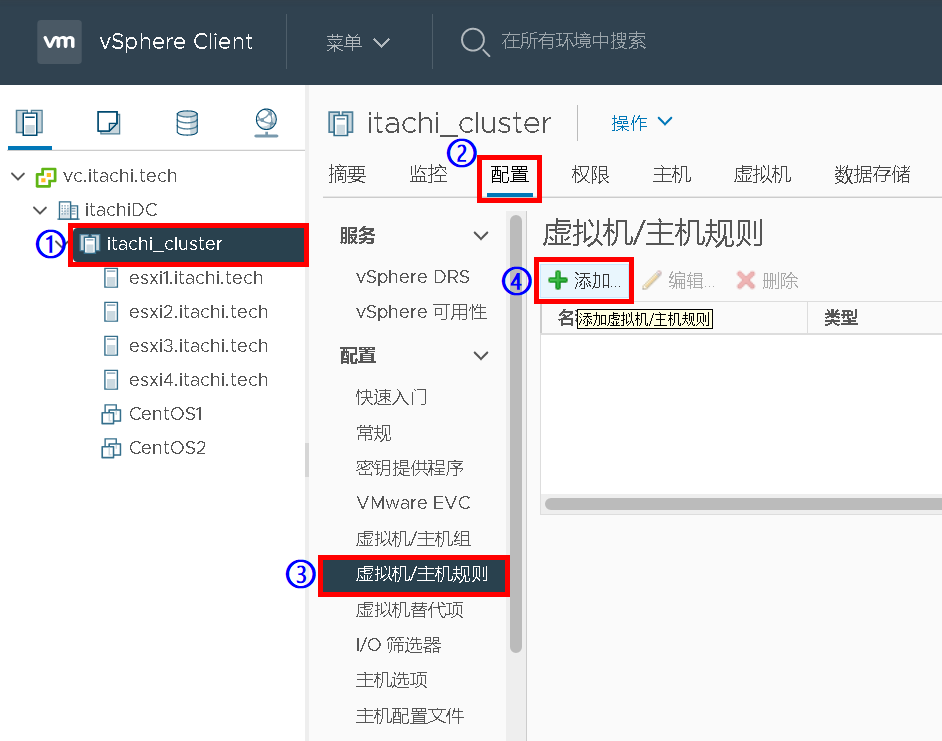 vm vSphere Client 菜单 在所有环境中搜索
itachi_cluster 操作
② 摘要 监控 配置 权限 主机 虚拟机 数据存储
vc.itachi.tech
itachiDC
① itachi_cluster
esxi1.itachi.tech
esxi2.itachi.tech
esxi3.itachi.tech
esxi4.itachi.tech
CentOS1
CentOS2
服务
vSphere DRS
vSphere 可用性
配置
快速入门
常规
密钥提供程序
VMware EVC
虚拟机/主机组
③ 虚拟机/主机规则
虚拟机替代项
I/O 筛选器
主机选项
主机配置文件
虚拟机/主机规则
④ 添加... 编辑... 删除
类型
添加虚拟机/主机规则